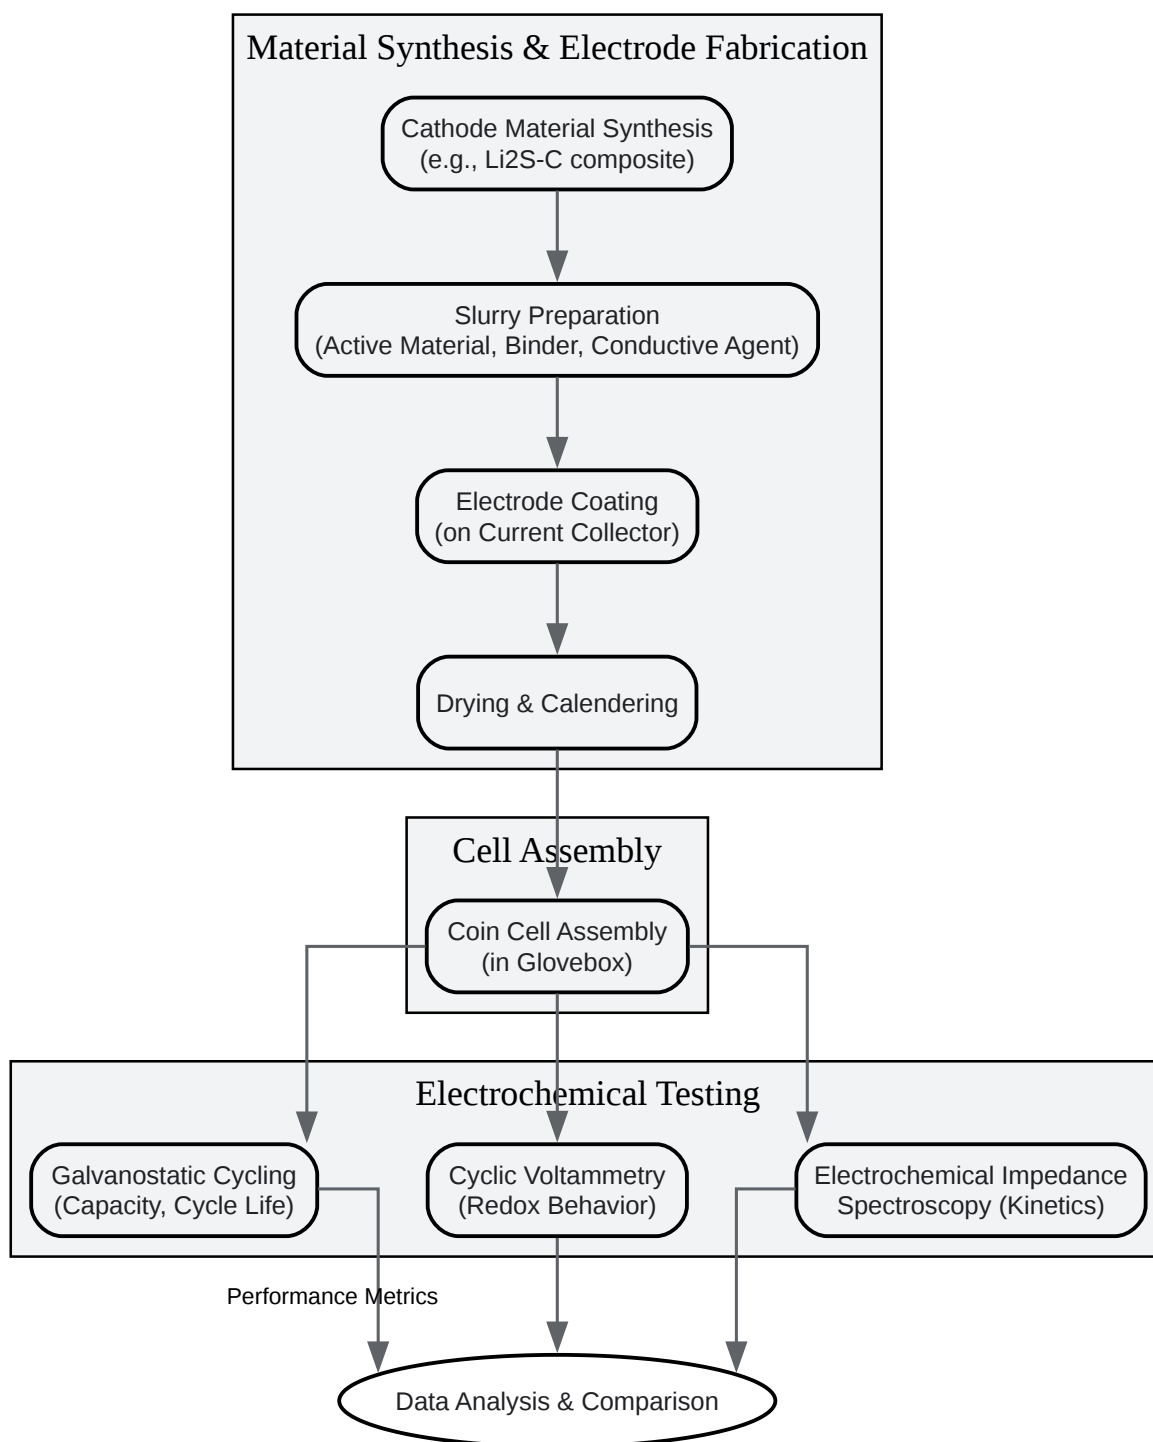 Material Synthesis & Electrode Fabrication
Cathode Material Synthesis
(e.g., Li2S-C composite)
Slurry Preparation
(Active Material, Binder, Conductive Agent)
Electrode Coating
(on Current Collector)
Drying & Calendering
Cell Assembly
Coin Cell Assembly
(in Glovebox)
Electrochemical Testing
Galvanostatic Cycling
(Capacity, Cycle Life)
Cyclic Voltammetry
(Redox Behavior)
Electrochemical Impedance
Spectroscopy (Kinetics)
Performance Metrics
Data Analysis & Comparison